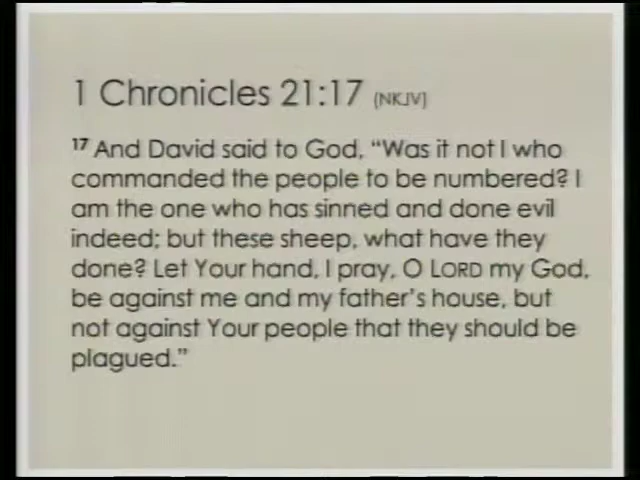 1 Chronicles 21:17 (NKJV)
17 And David said to God, “Was it not I who
commanded the people to be numbered? I
am the one who has sinned and done evil
indeed; but these sheep, what have they
done? Let Your hand, I pray, O LORD my God,
be against me and my father’s house, but
not against Your people that they should be
plagued.”